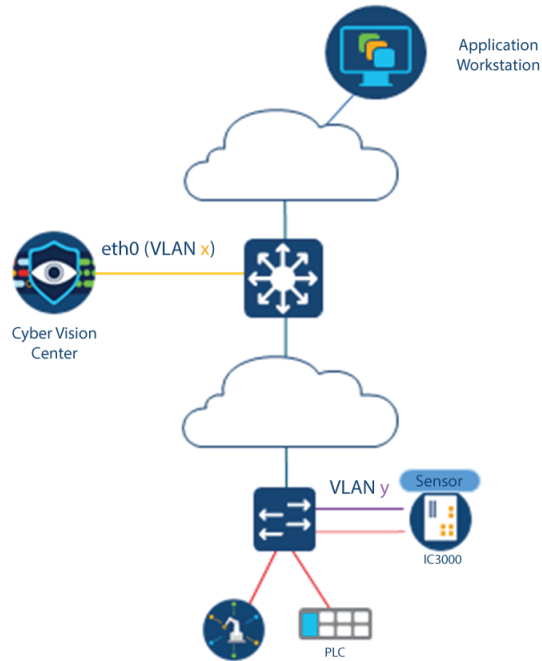 Application
Workstation
eth0 (VLAN x)
Cyber Vision
Center
VLAN y
Sensor
IC3000
PLC